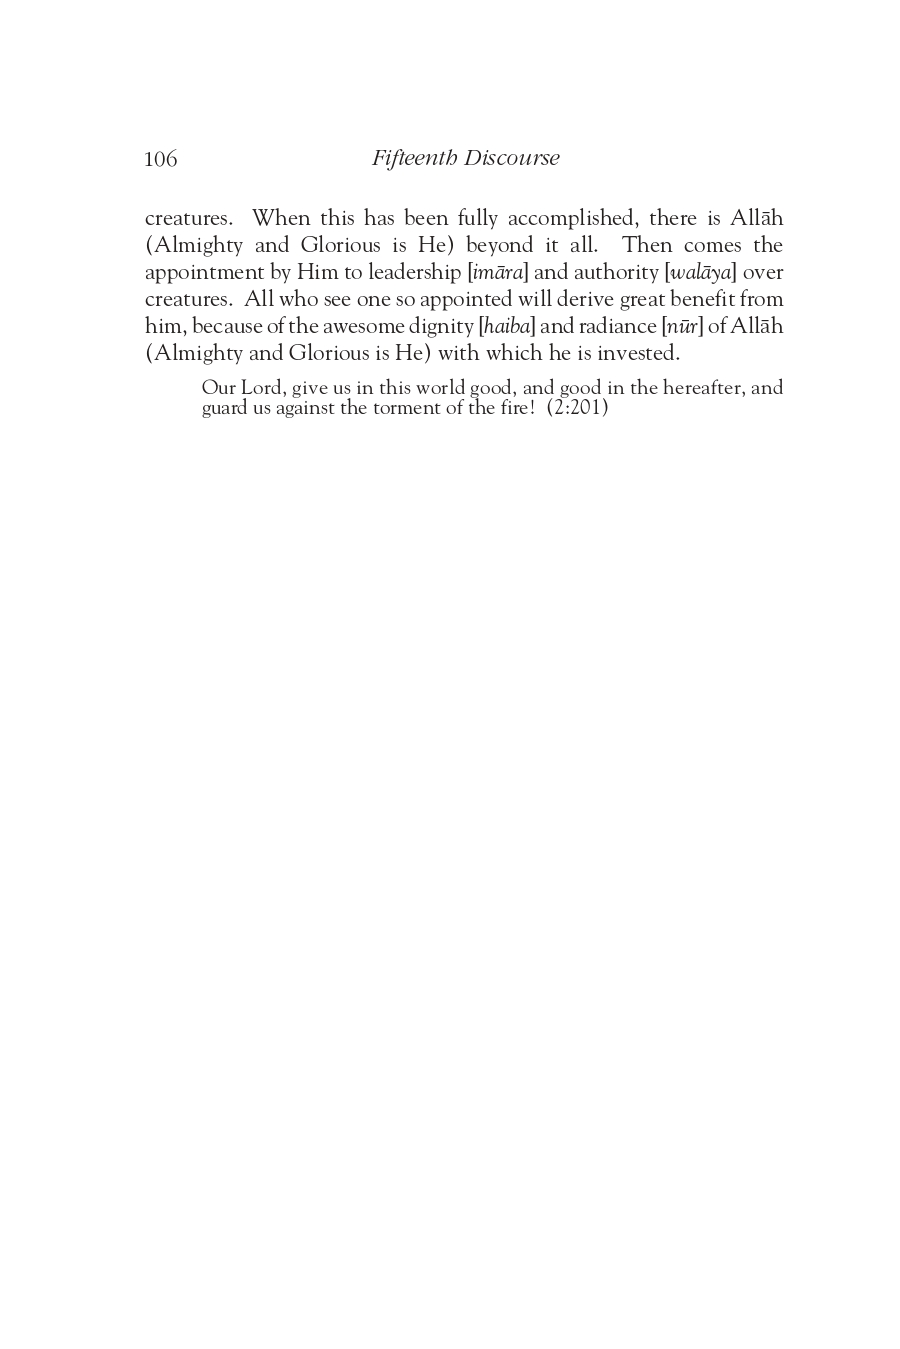 106 Fifteenth Discourse
creatures. When this has been fully accomplished, there is Allāh
(Almighty and Glorious is He) beyond it all. Then comes the
appointment by Him to leadership [imāra] and authority [walāya] over
creatures. All who see one so appointed will derive great benefit from
him, because of the awesome dignity [haiba] and radiance [nūr] of Allāh
(Almighty and Glorious is He) with which he is invested.
Our Lord, give us in this world good, and good in the hereafter, and
guard us against the torment of the fire! (2:201)